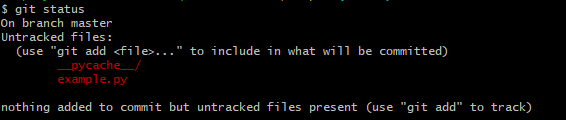 $ git status
On branch master
Untracked files:
  (use "git add <file>..." to include in what will be committed)
        __pycache__/
        example.py

nothing added to commit but untracked files present (use "git add" to track)